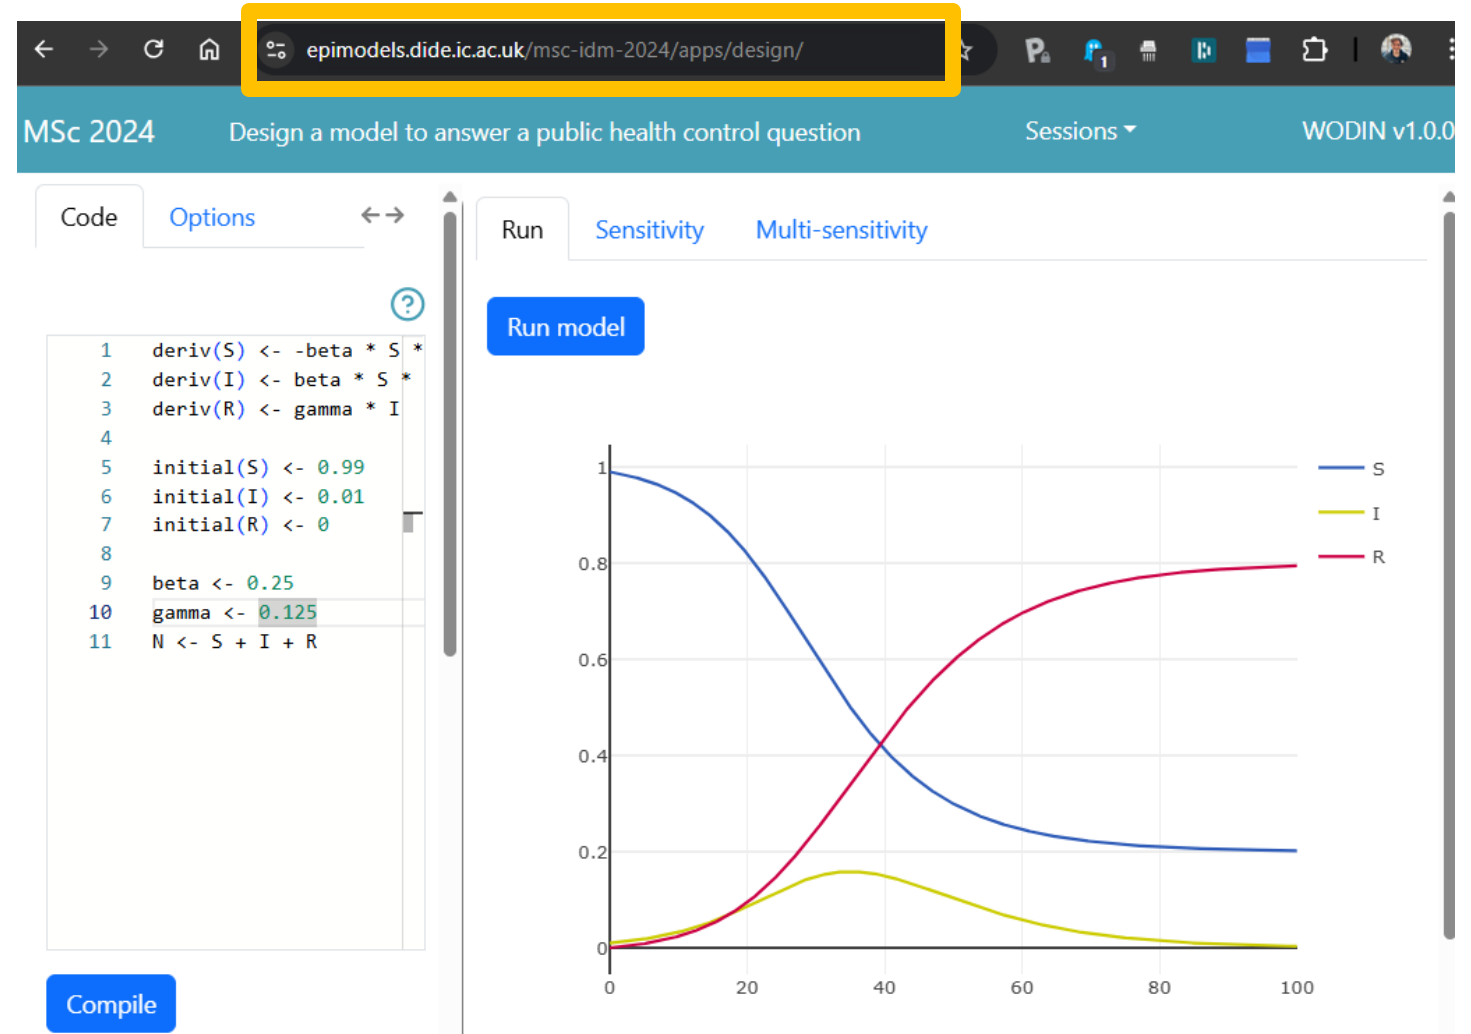 epimodels.dide.ic.ac.uk/msc-idm-2024/apps/design/
1
MSc 2024
Design a model to answer a public health control question
Sessions
WODIN v1.0.0
Code
Options
Run
Sensitivity
Multi-sensitivity
?
Run model
1 deriv(S) <- -beta * S *
2 deriv(I) <- beta * S *
3 deriv(R) <- gamma * I
4
5 initial(S) <- 0.99
6 initial(I) <- 0.01
7 initial(R) <- 0
8
9 beta <- 0.25
10 gamma <- 0.125
11 N <- S + I + R
Compile
1
0.8
0.6
0.4
0.2
0
0 20 40 60 80 100
S
I
R